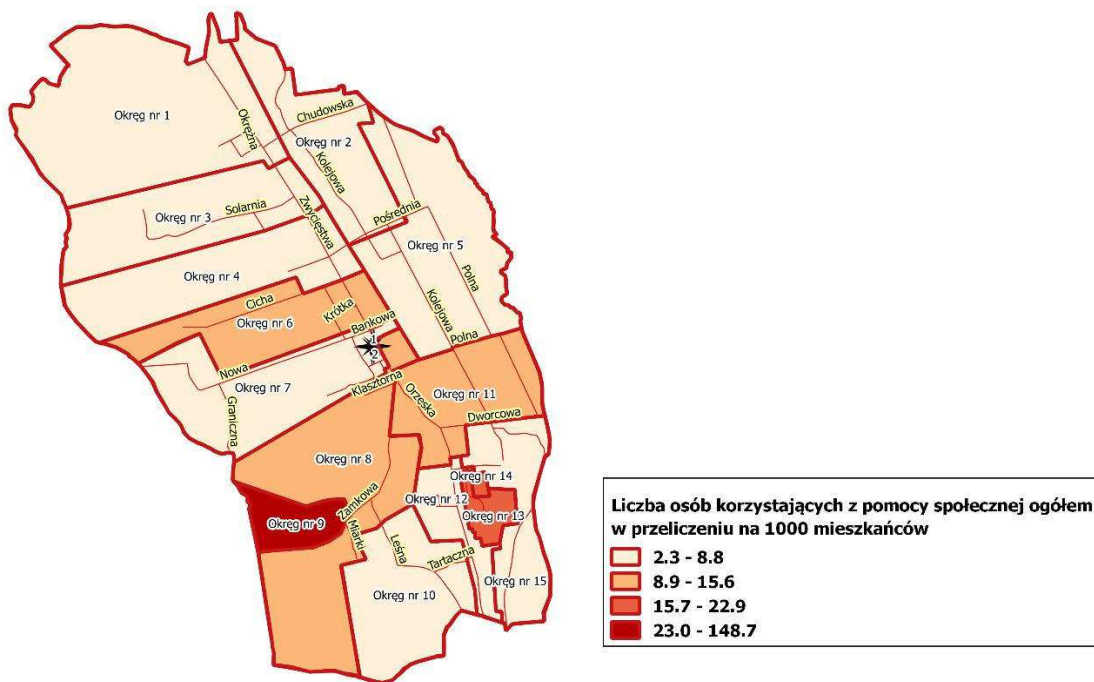 Okręg nr 1
Okrężna
Chudowska
Okręg nr 2
Kolejowa
Solarnia
Okręg nr 3
Zwycięstwa
Pośrednia
Okręg nr 5
Okręg nr 4
Polna
Cicha
Krótka
Okręg nr 6
Bankowa
Kolejowa
Polna
1
2
Nowa
Klasztorna
Okręg nr 7
Orzeska
Okręg nr 11
Graniczna
Dworcowa
Okręg nr 8
Okręg nr 14
Zamkowa
Okręg nr 12
Okręg nr 13
Okręg nr 9
Miarki
Leśna
Tartaczna
Okręg nr 15
Okręg nr 10
Liczba osób korzystających z pomocy społecznej ogółem
w przeliczeniu na 1000 mieszkańców
2.3 - 8.8
8.9 - 15.6
15.7 - 22.9
23.0 - 148.7